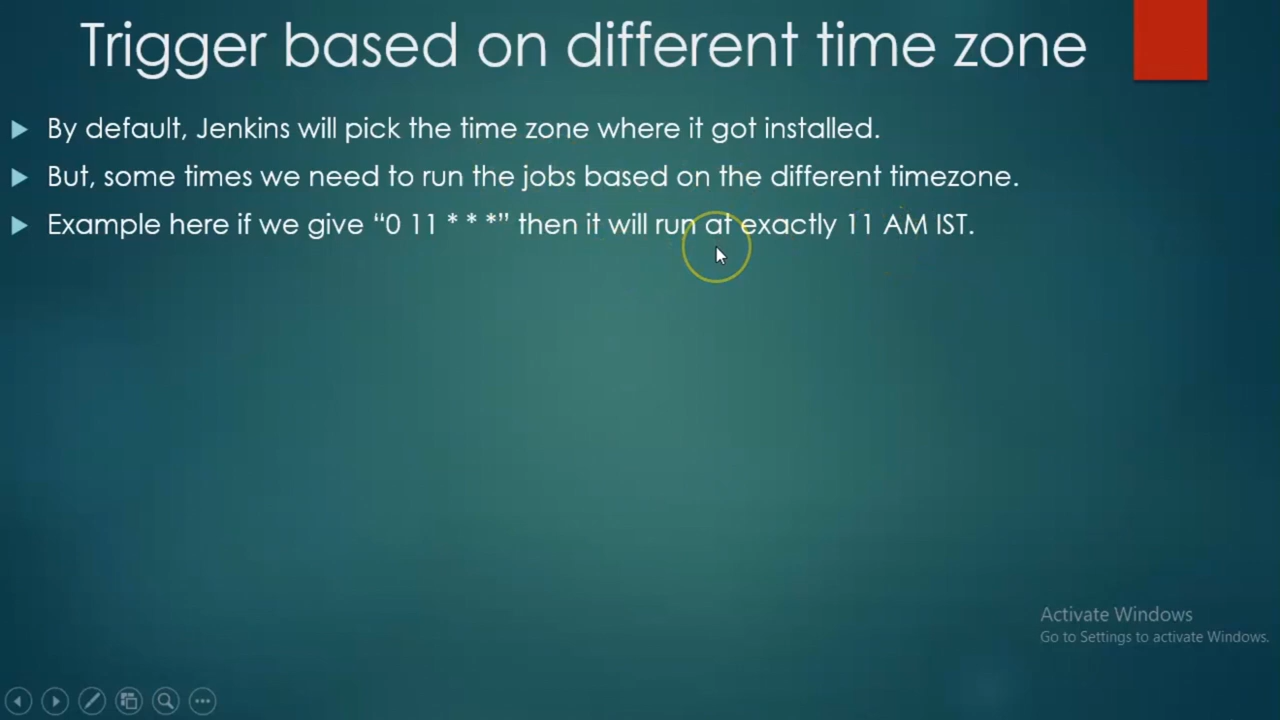 Trigger based on different time zone
By default, Jenkins will pick the time zone where it got installed.
But, some times we need to run the jobs based on the different timezone.
Example here if we give “0 11 * * *” then it will run at exactly 11 AM IST.
Activate Windows
Go to Settings to activate Windows.